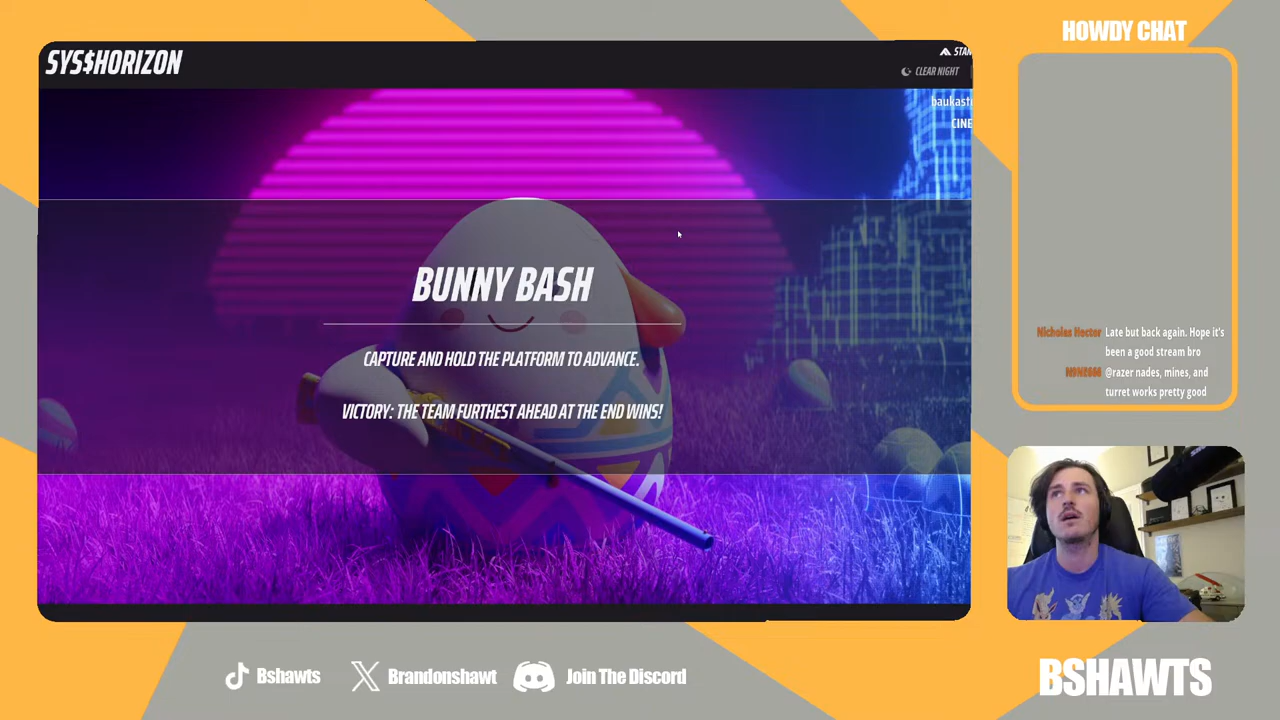 HOWDY CHAT
SYS$HORIZON
CLEAR NIGHT
CINE
BUNNY BASH
CAPTURE AND HOLD THE PLATFORM TO ADVANCE.
VICTORY: THE TEAM FURTHEST AHEAD AT THE END WINS!
Nicholas Hector Late but back again. Hope it's
been a good stream bro
@razer nades, mines, and
turret works pretty good
Bshawts
Brandonshawt
Join The Discord
BSHAWTS